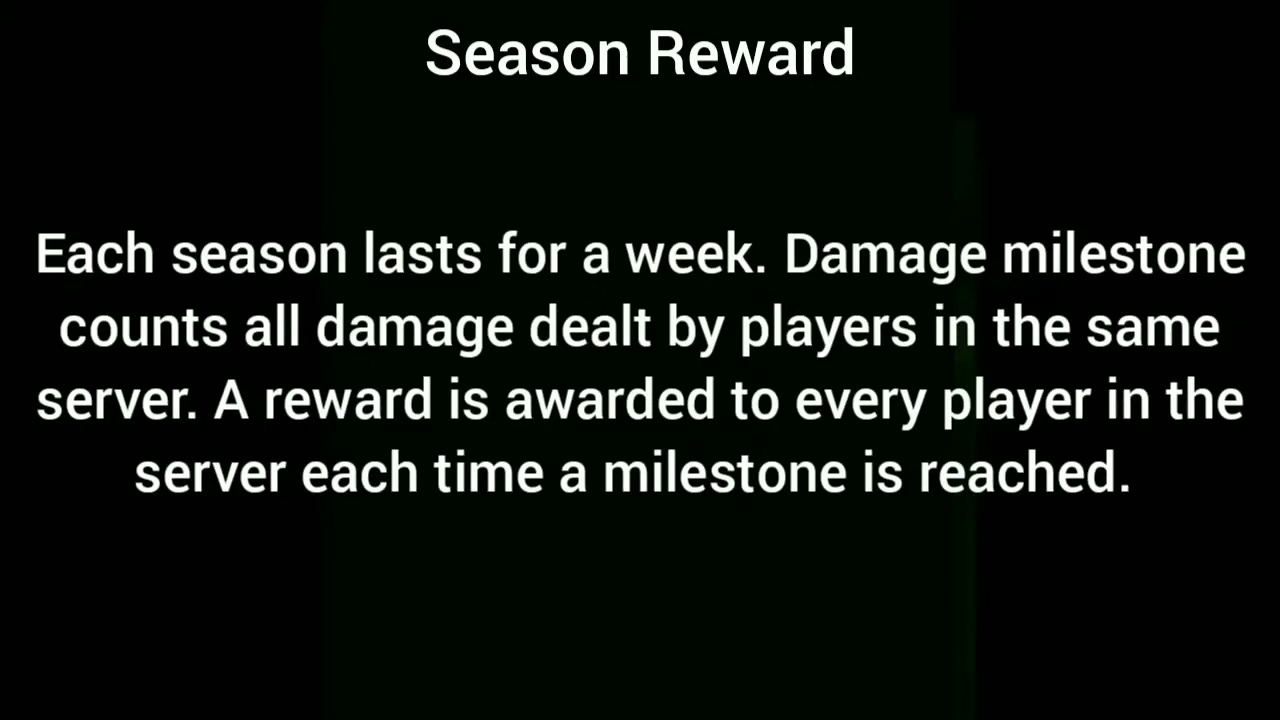 Season Reward
Each season lasts for a week. Damage milestone
counts all damage dealt by players in the same
server. A reward is awarded to every player in the
server each time a milestone is reached.